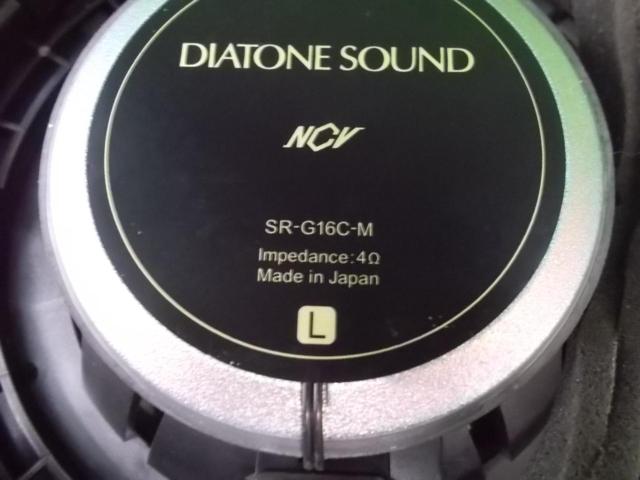 DIATONE SOUND
NCV
SR-G16C-M
Impedance:4Ω
Made in Japan
L